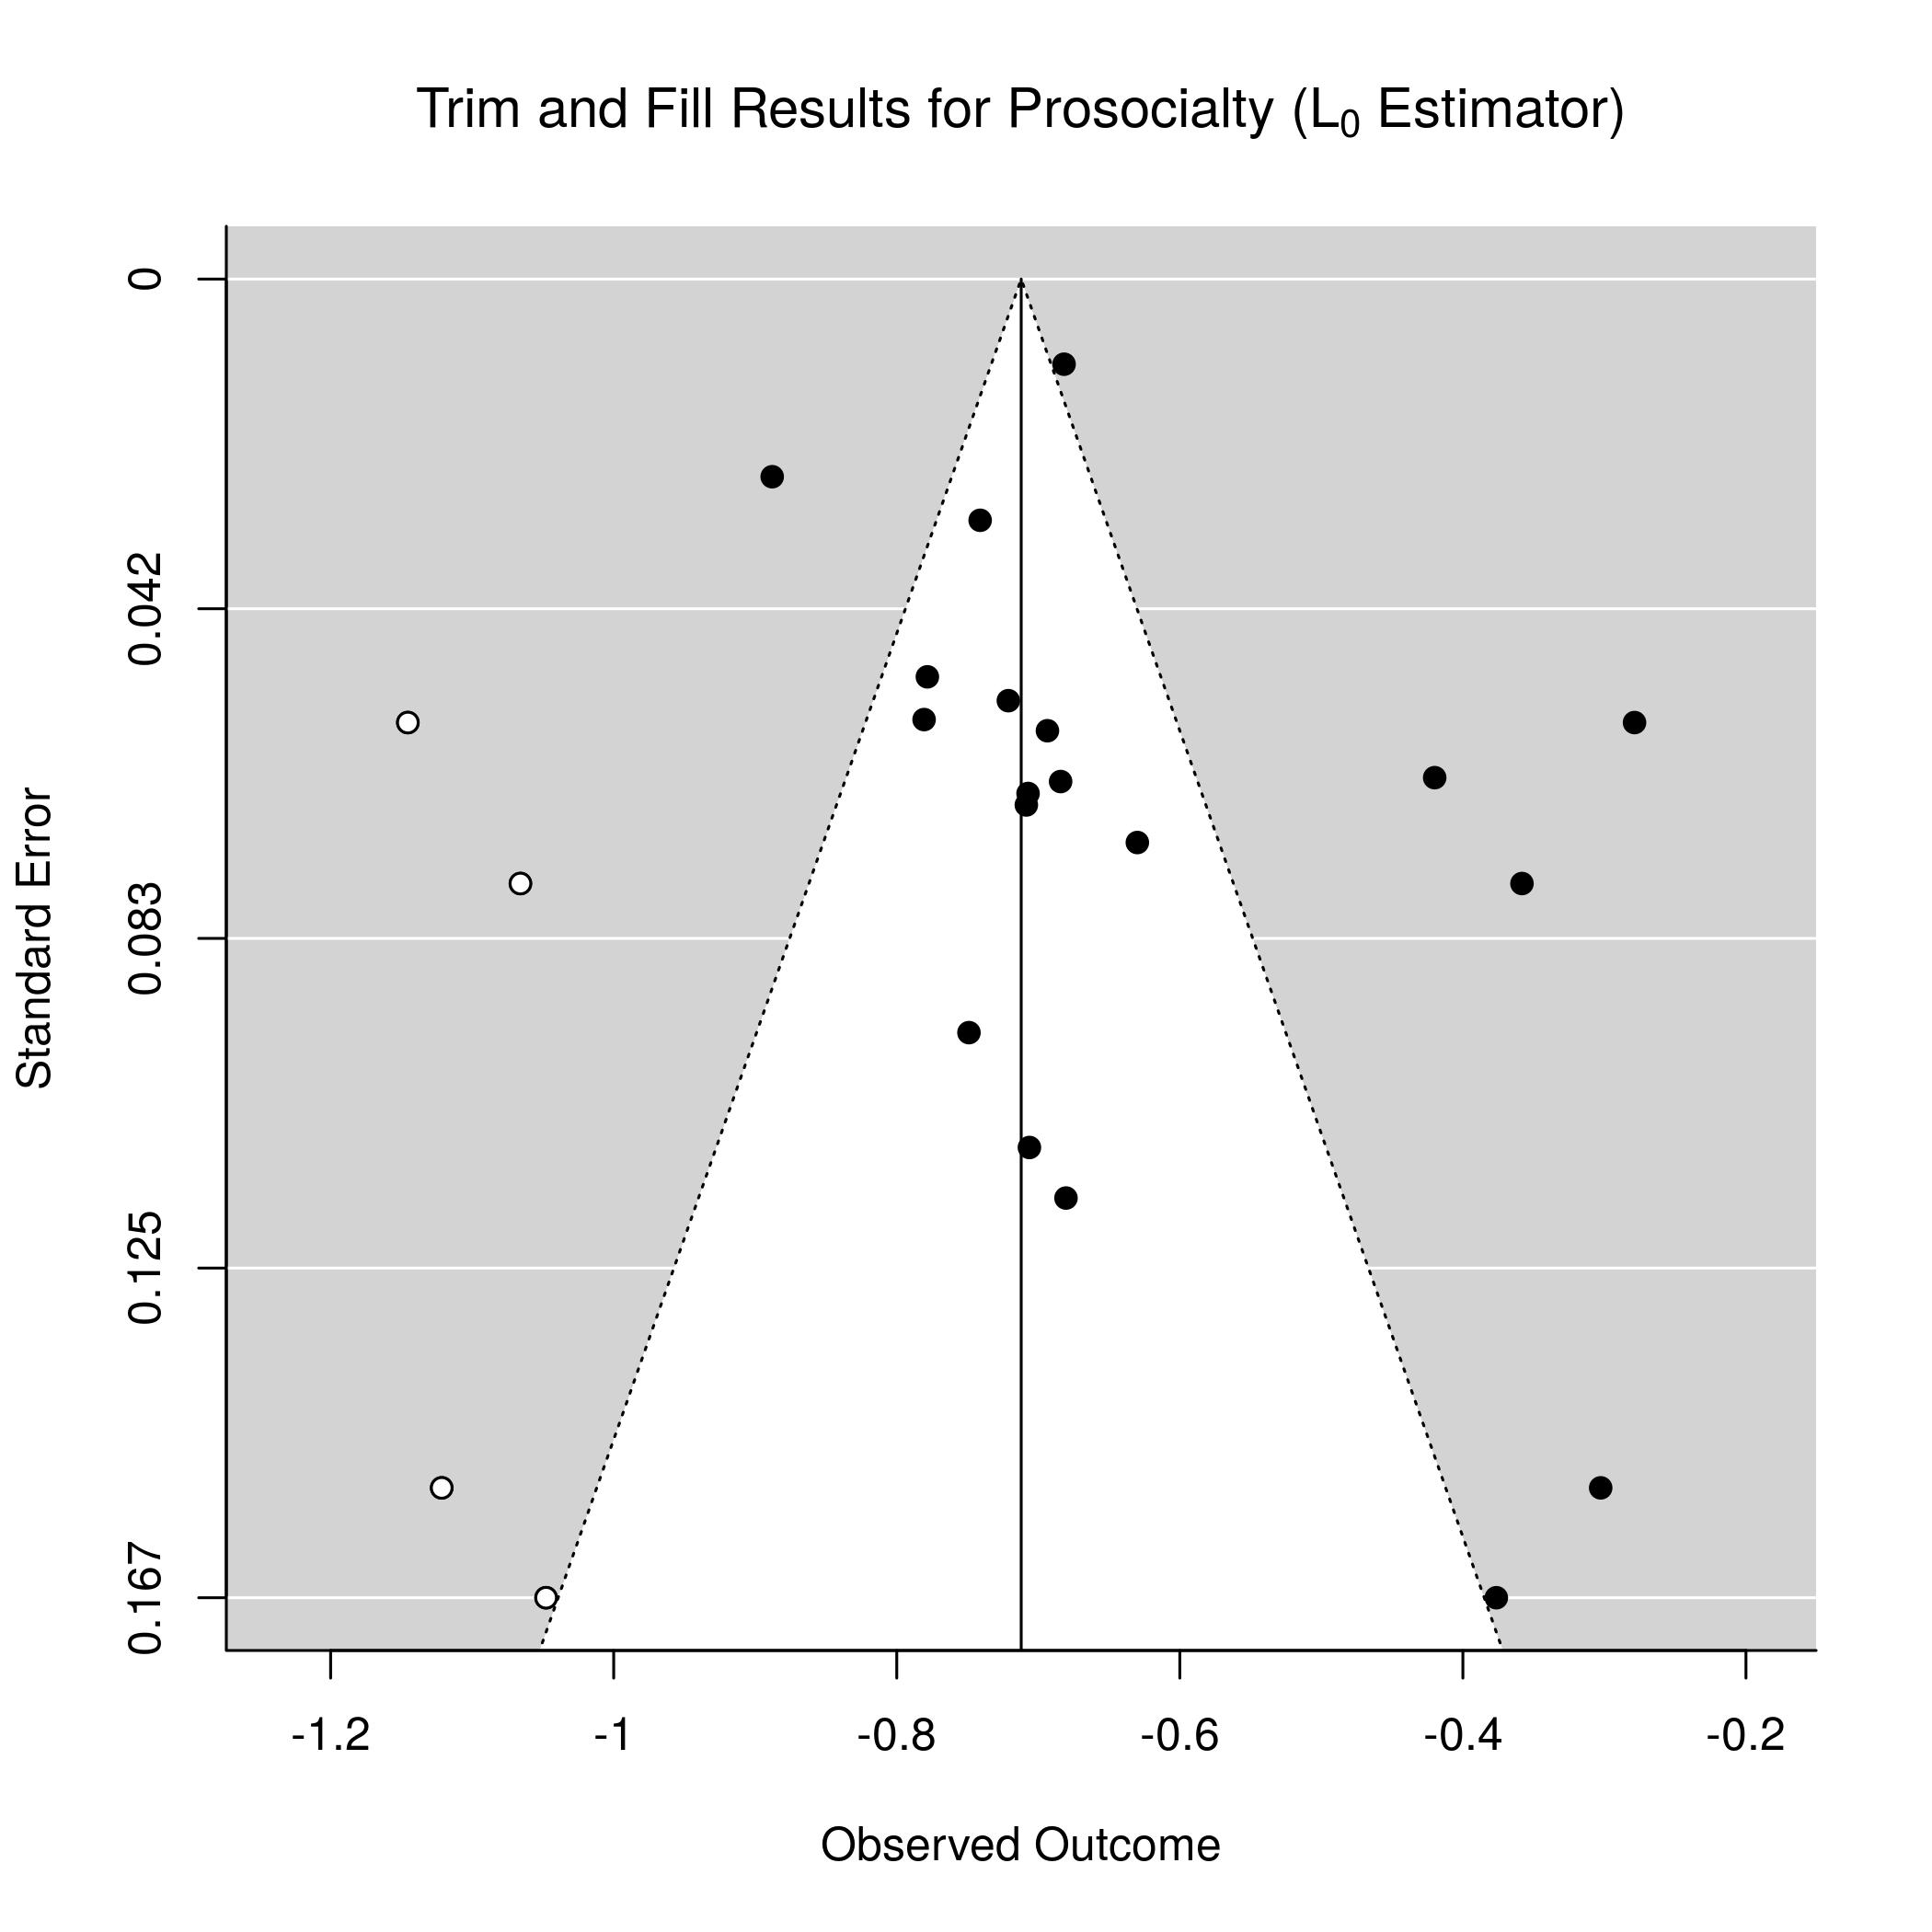 Trim and Fill Results for Prosocialty (L₀ Estimator)
Standard Error
0
0.042
0.083
0.125
0.167
-1.2 -1 -0.8 -0.6 -0.4 -0.2
Observed Outcome